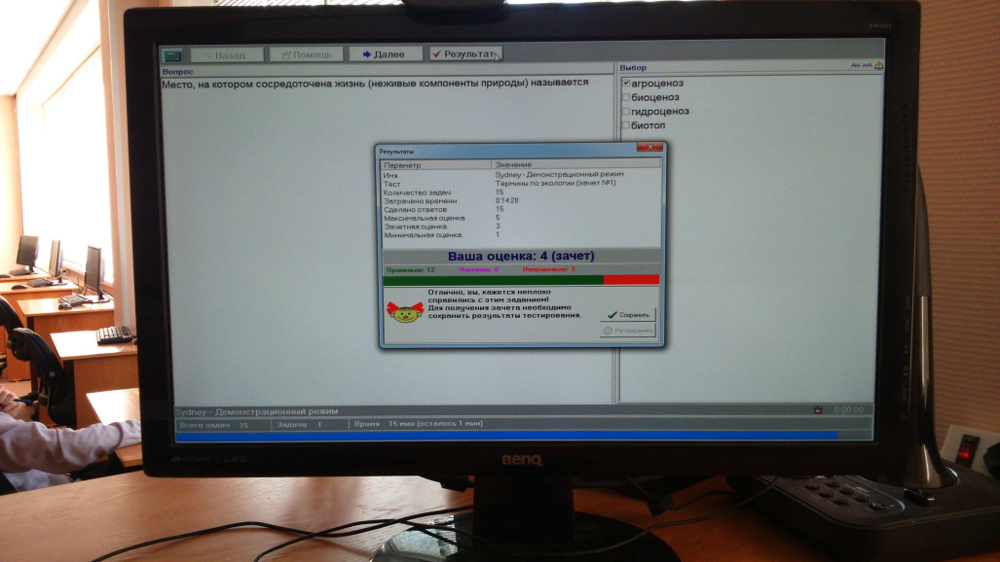 Назад Помощь Далее Результат
Вопрос
Место, на котором сосредоточена жизнь (неживые компоненты природы) называется
Выбор
агроценоз
биоценоз
гидроценоз
биотоп
Результаты
Параметр Значение
Имя Sydney - Демонстрационный режим
Тест Термины по экологии (зачет №1)
Количество задач 15
Затрачено времени 0:14:28
Сделано ответов 15
Максимальная оценка 5
Зачетная оценка 3
Минимальная оценка 1
Ваша оценка: 4 (зачет)
Правильно: 12 Частично: 0 Неправильно: 3
Отлично, вы, кажется неплохо
справились с этим заданием!
Для получения зачета необходимо
сохранить результаты тестирования.
Сохранить
Не сохранять
Sydney - Демонстрационный режим 0:00:00
Всего задач 15 Задача 1 Время 15 мин (осталось 1 мин)
LED
BenQ